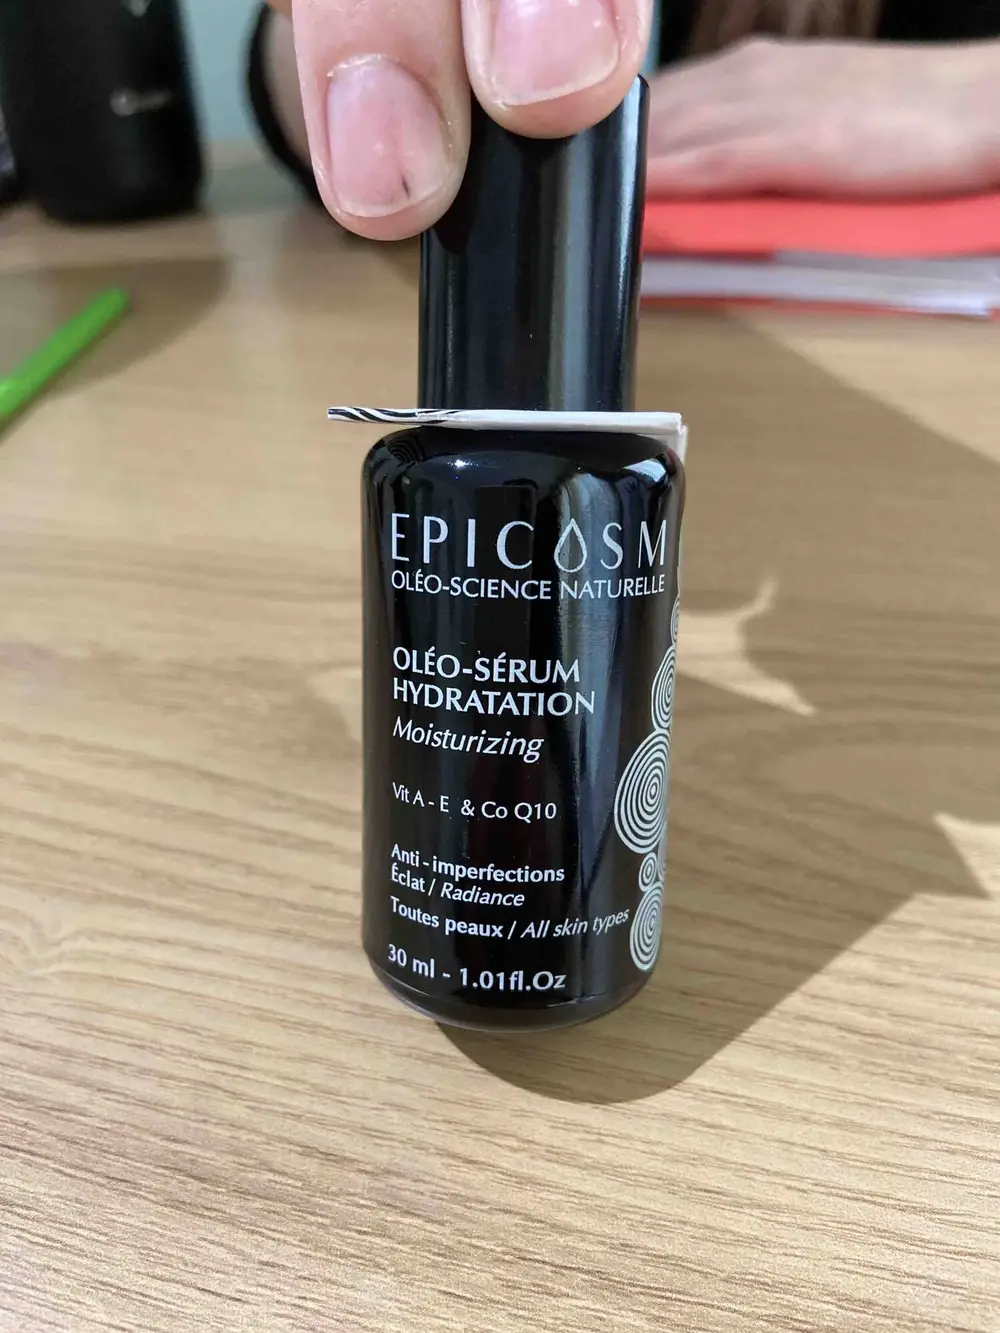 EPICOSM
OLÉO-SCIENCE NATURELLE
OLÉO-SÉRUM
HYDRATATION
Moisturizing
Vit A - E & Co Q10
Anti-imperfections
Éclat / Radiance
Toutes peaux / All skin types
30 ml - 1.01fl.Oz